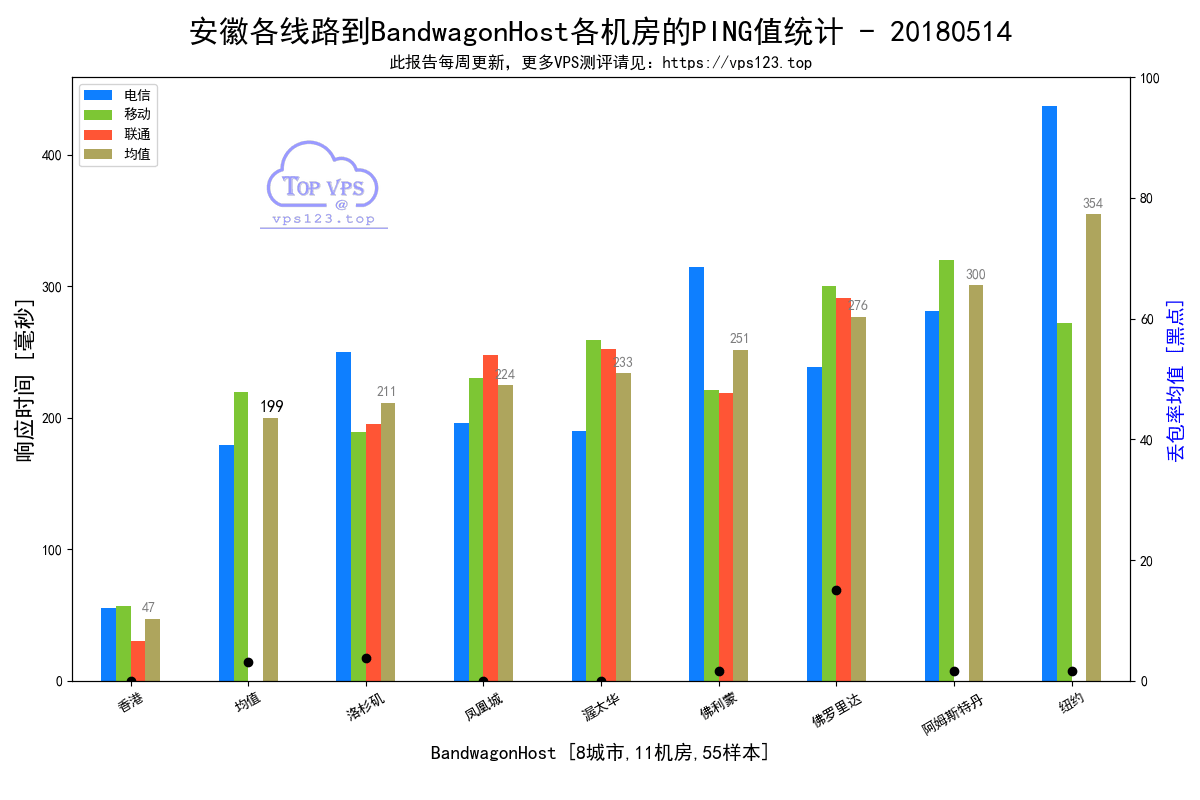 安徽各线路到BandwagonHost各机房的PING值统计 - 20180514
此报告每周更新，更多VPS测评请见：https://vps123.top
电信
移动
联通
均值
TOP VPS
@
vps123.top
响应时间 [毫秒]
400
300
200
100
0
47
199
211
224
233
251
276
300
354
100
80
60
40
20
0
丢包率均值 [黑点]
香港
均值
洛杉矶
凤凰城
渥太华
佛利蒙
佛罗里达
阿姆斯特丹
纽约
BandwagonHost [8城市,11机房,55样本]